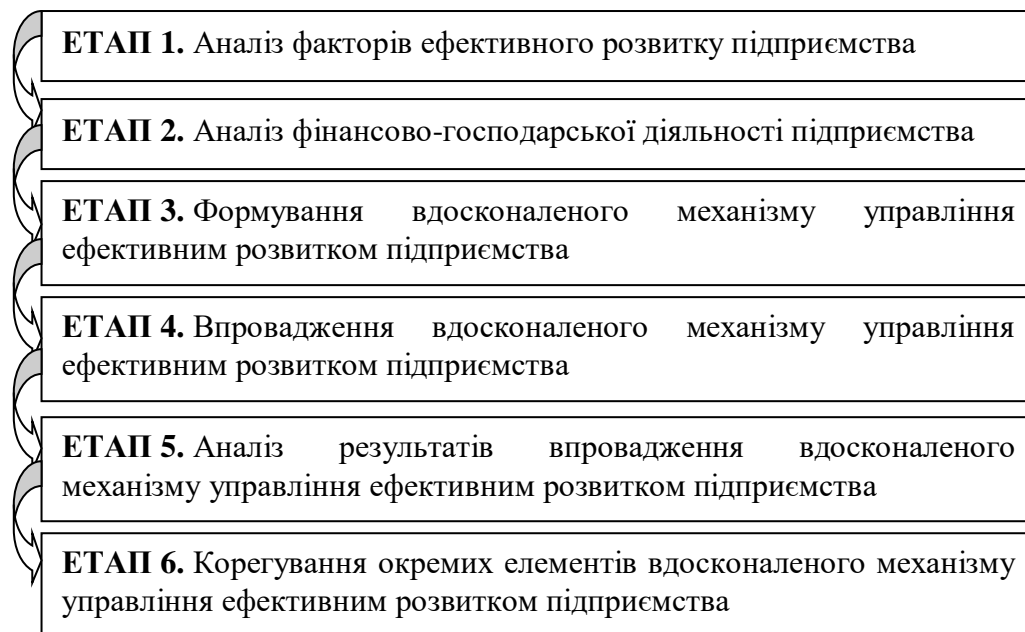 ЕТАП 1. Аналіз факторів ефективного розвитку підприємства
ЕТАП 2. Аналіз фінансово-господарської діяльності підприємства
ЕТАП 3. Формування вдосконаленого механізму управління
ефективним розвитком підприємства
ЕТАП 4. Впровадження вдосконаленого механізму управління
ефективним розвитком підприємства
ЕТАП 5. Аналіз результатів впровадження вдосконаленого
механізму управління ефективним розвитком підприємства
ЕТАП 6. Корегування окремих елементів вдосконаленого механізму
управління ефективним розвитком підприємства